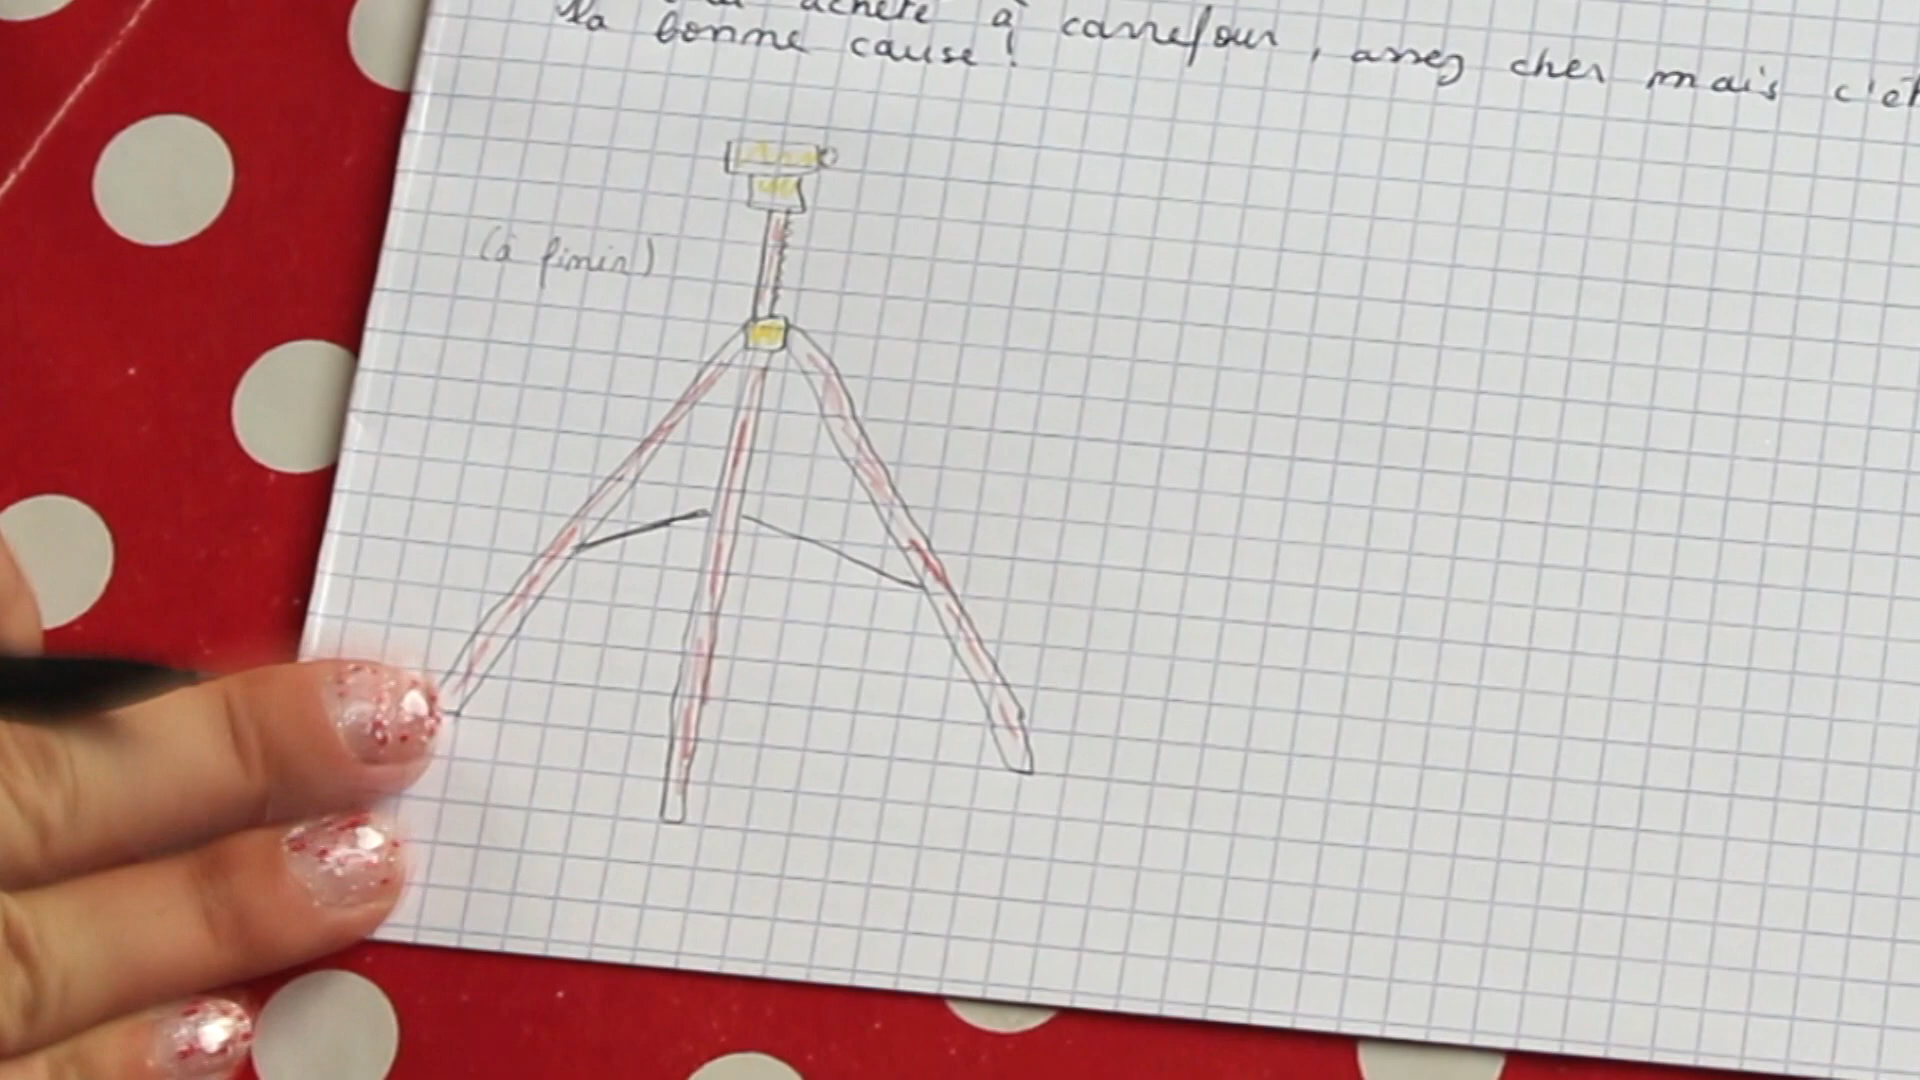 acheté à carrefour, assez cher mais c'ét
la bonne cause !
(à finir)